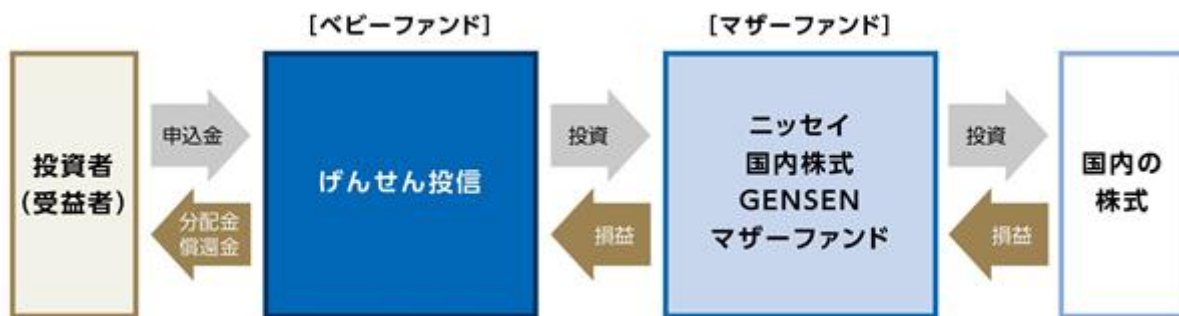 [ベビーファンド]
[マザーファンド]
投資者
(受益者)
申込金
分配金
償還金
げんせん投信
投資
損益
ニッセイ
国内株式
GENSEN
マザーファンド
投資
損益
国内の
株式